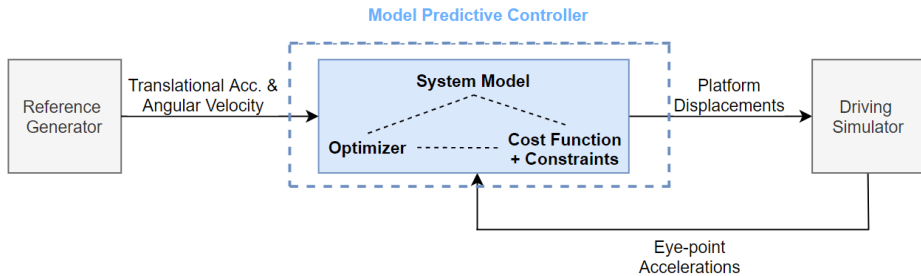 Model Predictive Controller
Reference
Generator
Translational Acc. &
Angular Velocity
System Model
Optimizer
Cost Function
+ Constraints
Platform
Displacements
Driving
Simulator
Eye-point
Accelerations